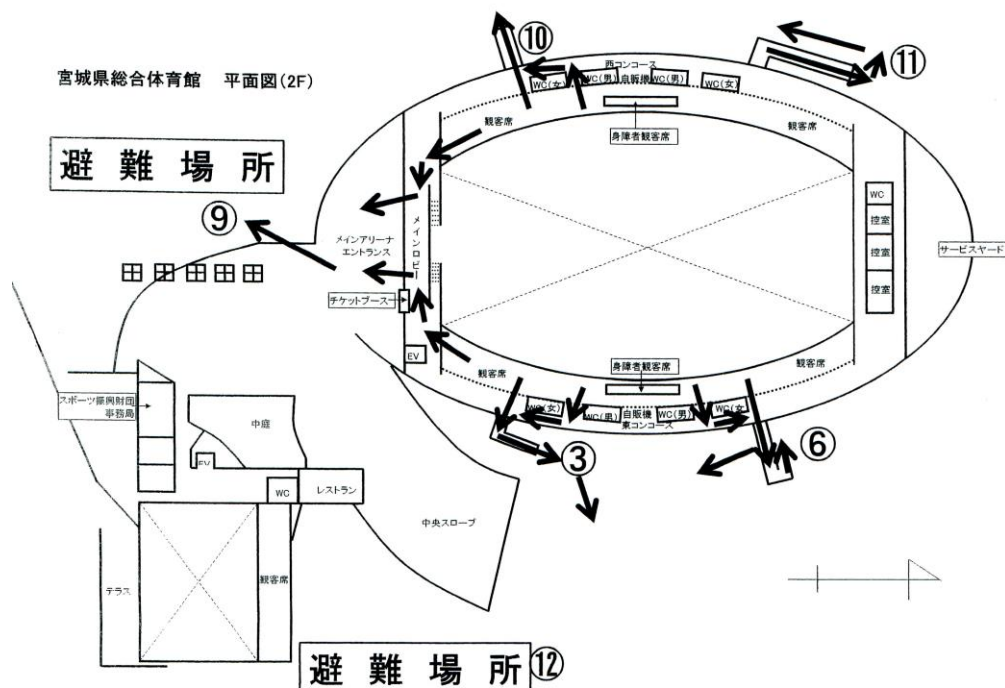 宮城県総合体育館 平面図(2F)
避難場所
⑨
⑩
⑪
西コンコース
WC(女)
WC(男)
自販機
WC(男)
WC(女)
観客席
身障者観客席
観客席
メインアリーナ
エントランス
メインロビー
チケットブース
EV
WC
控室
控室
控室
サービスヤード
観客席
身障者観客席
観客席
WC(女)
WC(男)
自販機
WC(男)
WC(女)
東コンコース
③
⑥
スポーツ振興財団
事務局
中庭
EV
WC
レストラン
中央スロープ
テラス
観客席
避難場所
⑫